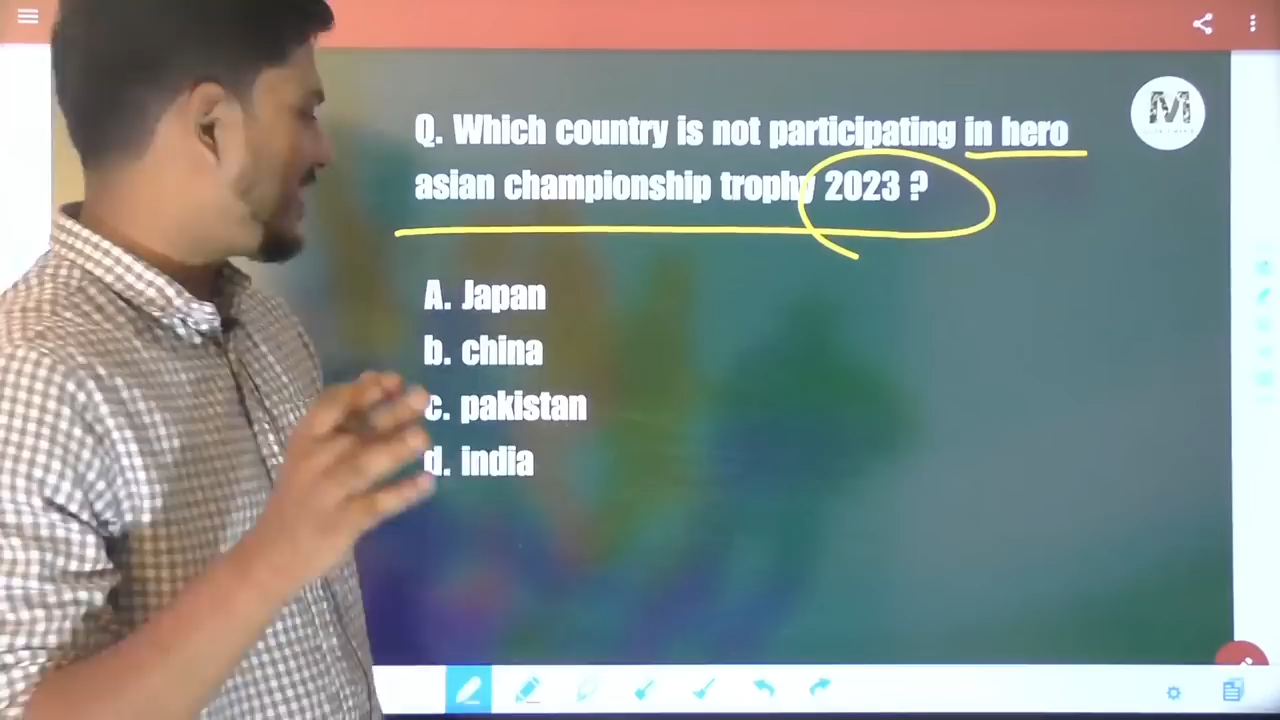 Q. Which country is not participating in hero
asian championship trophy 2023 ?
A. Japan
b. china
c. pakistan
d. india
M